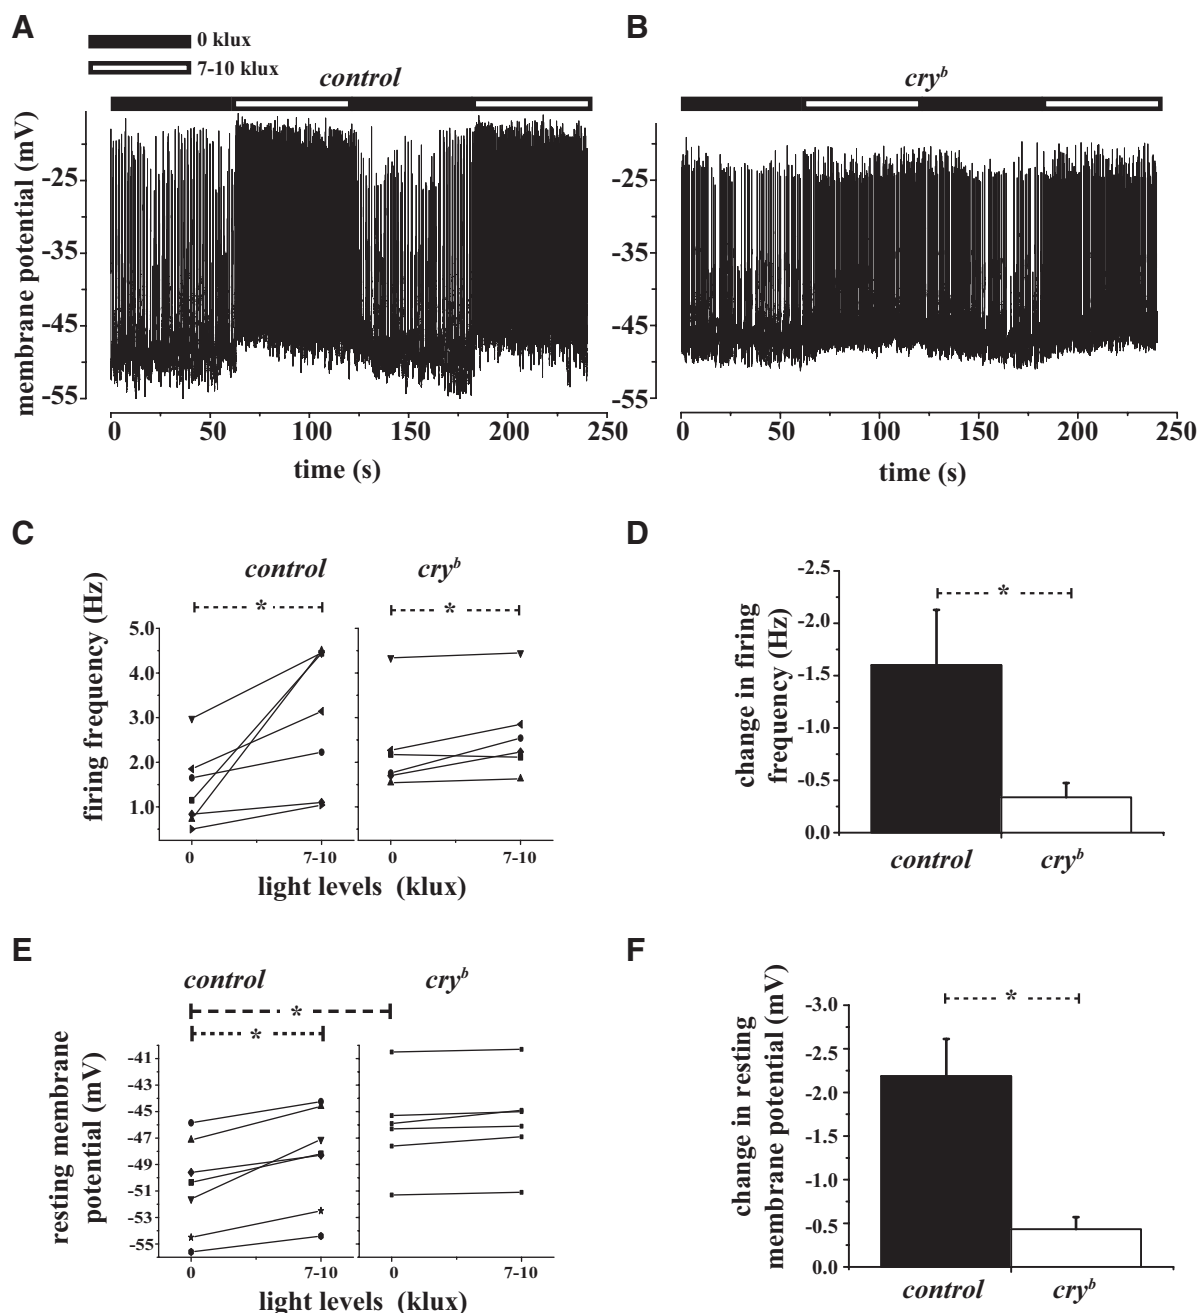 A
B
0 klux
7-10 klux
control
cry^b
membrane potential (mV)
-25
-35
-45
-55
0
50
100
150
200
250
time (s)
-25
-35
-45
-55
0
50
100
150
200
250
time (s)
C
D
control
cry^b
*
*
firing frequency (Hz)
5.0
4.0
3.0
2.0
1.0
0
7-10
0
7-10
light levels (klux)
change in firing
frequency (Hz)
-2.5
-2.0
-1.5
-1.0
-0.5
0.0
*
control
cry^b
E
F
control
cry^b
*
*
resting membrane
potential (mV)
-41
-43
-45
-47
-49
-51
-53
-55
0
7-10
0
7-10
light levels (klux)
change in resting
membrane potential (mV)
-3.0
-2.5
-2.0
-1.5
-1.0
-0.5
0.0
*
control
cry^b